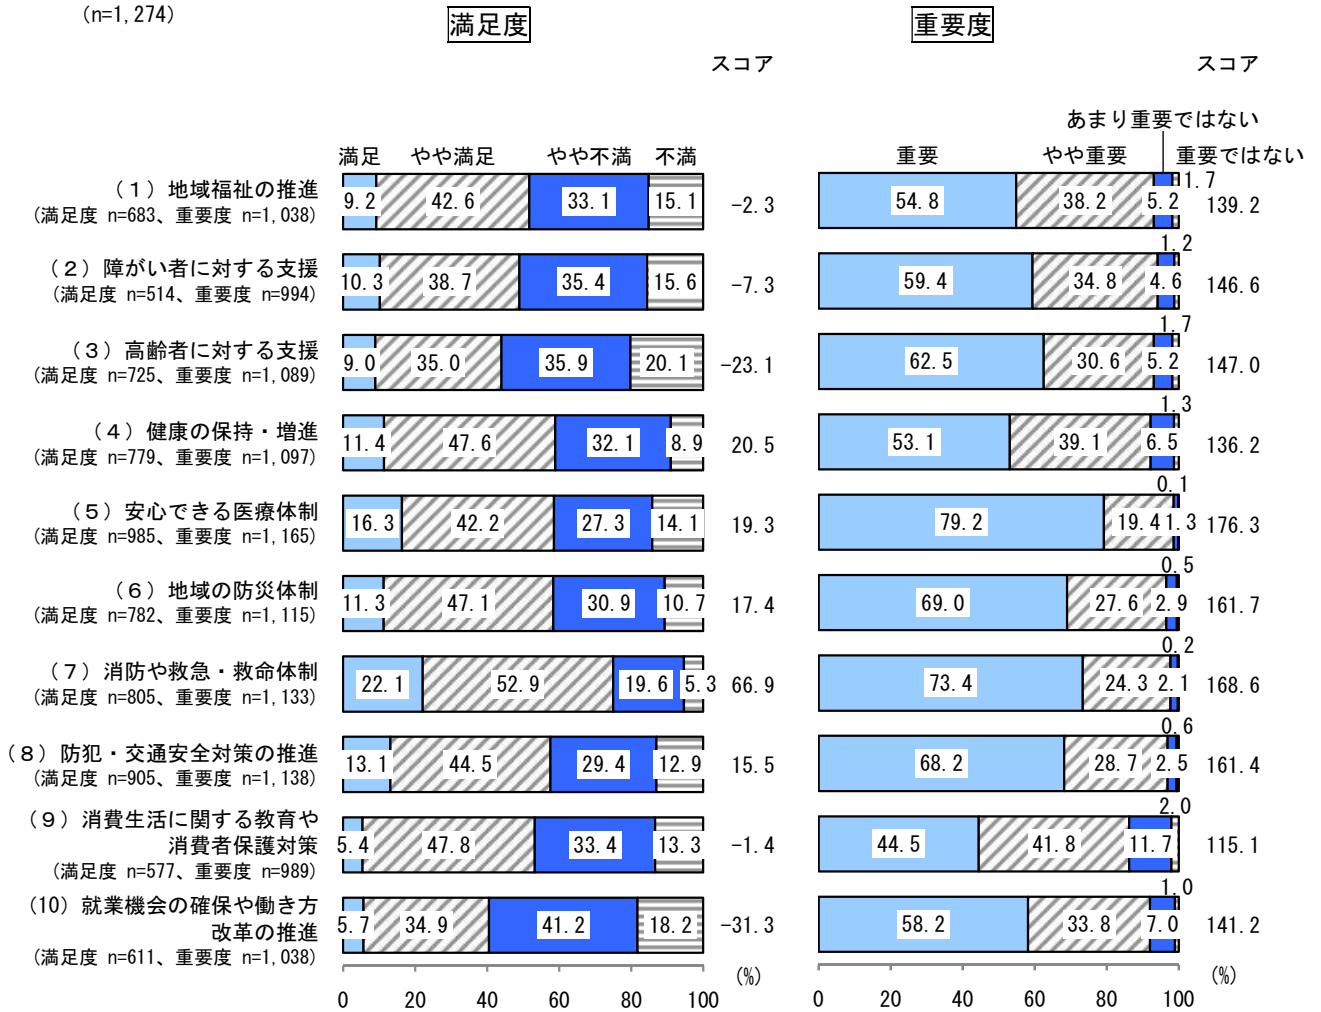 (n=1,274)
満足度
重要度
スコア
スコア
あまり重要ではない
満足 やや満足 やや不満 不満
重要 やや重要 重要ではない
(1)地域福祉の推進
(満足度 n=683、重要度 n=1,038)
9.2 42.6 33.1 15.1 -2.3
54.8 38.2 5.2 1.7 139.2
(2)障がい者に対する支援
(満足度 n=514、重要度 n=994)
10.3 38.7 35.4 15.6 -7.3
59.4 34.8 4.6 1.2 146.6
(3)高齢者に対する支援
(満足度 n=725、重要度 n=1,089)
9.0 35.0 35.9 20.1 -23.1
62.5 30.6 5.2 1.7 147.0
(4)健康の保持・増進
(満足度 n=779、重要度 n=1,097)
11.4 47.6 32.1 8.9 20.5
53.1 39.1 6.5 1.3 136.2
(5)安心できる医療体制
(満足度 n=985、重要度 n=1,165)
16.3 42.2 27.3 14.1 19.3
79.2 19.4 1.3 0.1 176.3
(6)地域の防災体制
(満足度 n=782、重要度 n=1,115)
11.3 47.1 30.9 10.7 17.4
69.0 27.6 2.9 0.5 161.7
(7)消防や救急・救命体制
(満足度 n=805、重要度 n=1,133)
22.1 52.9 19.6 5.3 66.9
73.4 24.3 2.1 0.2 168.6
(8)防犯・交通安全対策の推進
(満足度 n=905、重要度 n=1,138)
13.1 44.5 29.4 12.9 15.5
68.2 28.7 2.5 0.6 161.4
(9)消費生活に関する教育や
消費者保護対策
(満足度 n=577、重要度 n=989)
5.4 47.8 33.4 13.3 -1.4
44.5 41.8 11.7 2.0 115.1
(10)就業機会の確保や働き方
改革の推進
(満足度 n=611、重要度 n=1,038)
5.7 34.9 41.2 18.2 -31.3
58.2 33.8 7.0 1.0 141.2
0 20 40 60 80 100 (%)
0 20 40 60 80 100 (%)